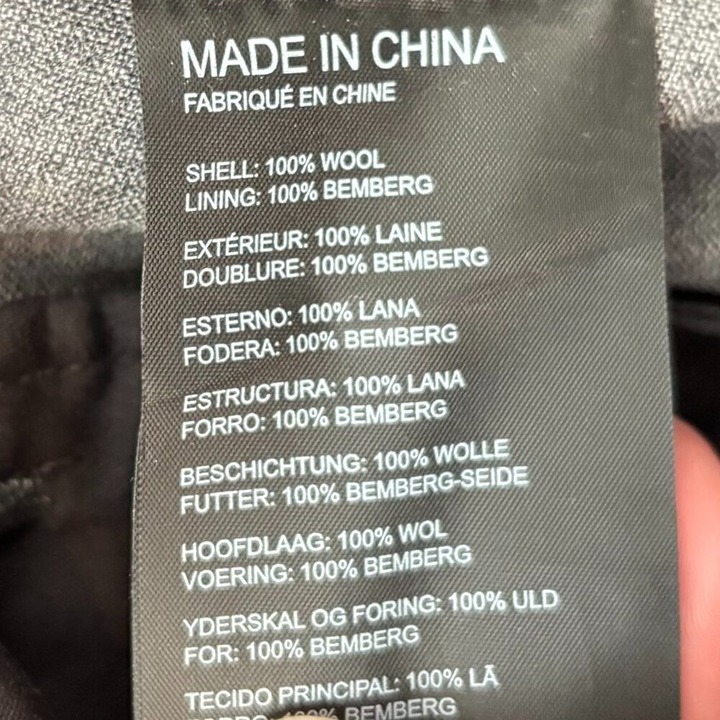 MADE IN CHINA
FABRIQUÉ EN CHINE
SHELL: 100% WOOL
LINING: 100% BEMBERG
EXTÉRIEUR: 100% LAINE
DOUBLURE: 100% BEMBERG
ESTERNO: 100% LANA
FODERA: 100% BEMBERG
ESTRUCTURA: 100% LANA
FORRO: 100% BEMBERG
BESCHICHTUNG: 100% WOLLE
FUTTER: 100% BEMBERG-SEIDE
HOOFDLAAG: 100% WOL
VOERING: 100% BEMBERG
YDERSKAL OG FORING: 100% ULD
FOR: 100% BEMBERG
TECIDO PRINCIPAL: 100% LÃ
BEMBERG